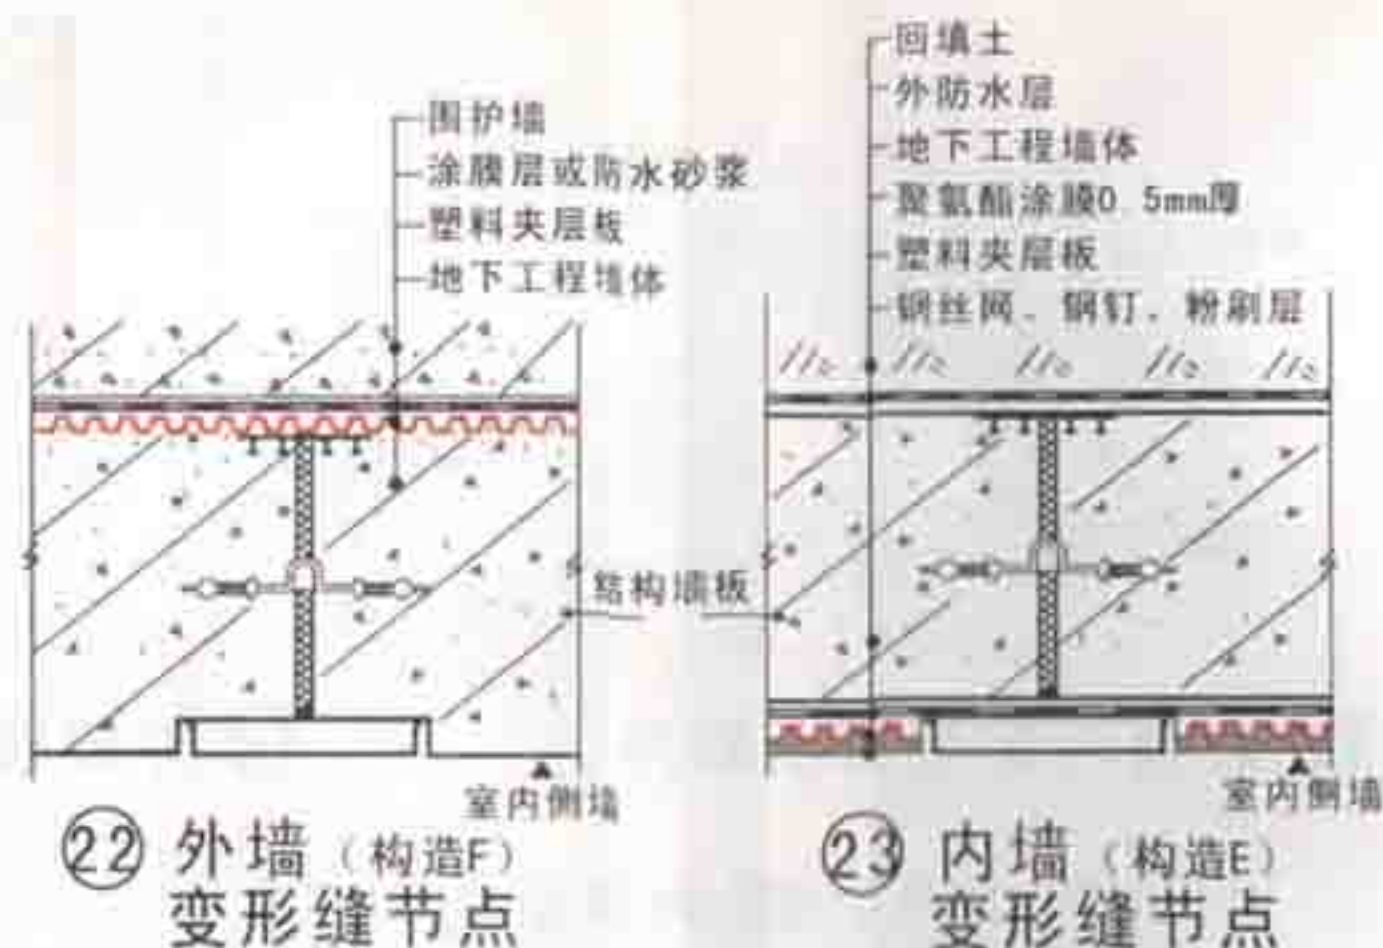 围护墙
涂膜层或防水砂浆
塑料夹层板
地下工程墙体
回填土
外防水层
地下工程墙体
聚氨酯涂膜0.5mm厚
塑料夹层板
钢丝网、钢钉、粉刷层
结构墙板
室内侧墙
室内侧墙
22 外墙（构造F）
变形缝节点
23 内墙（构造E）
变形缝节点